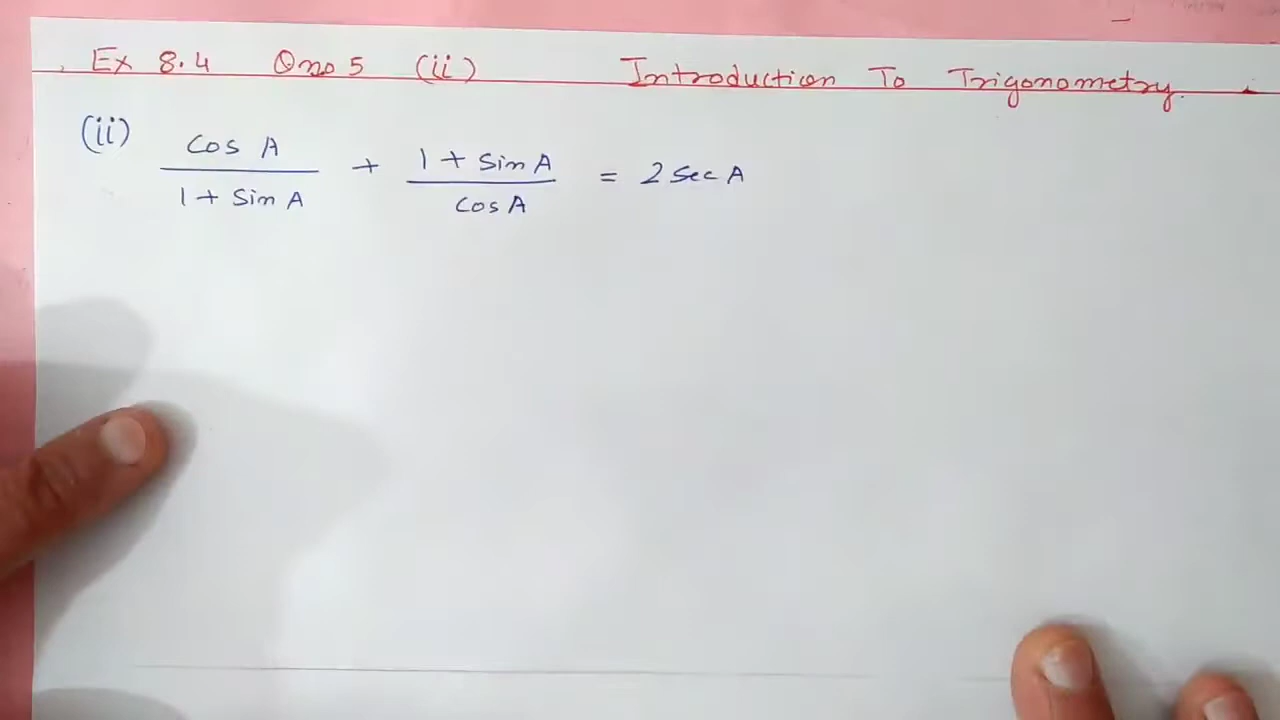 Ex 8.4 Qno 5 (ii) Introduction To Trigonometry
(ii) cos A / 1 + Sin A + 1 + Sin A / cos A = 2 Sec A